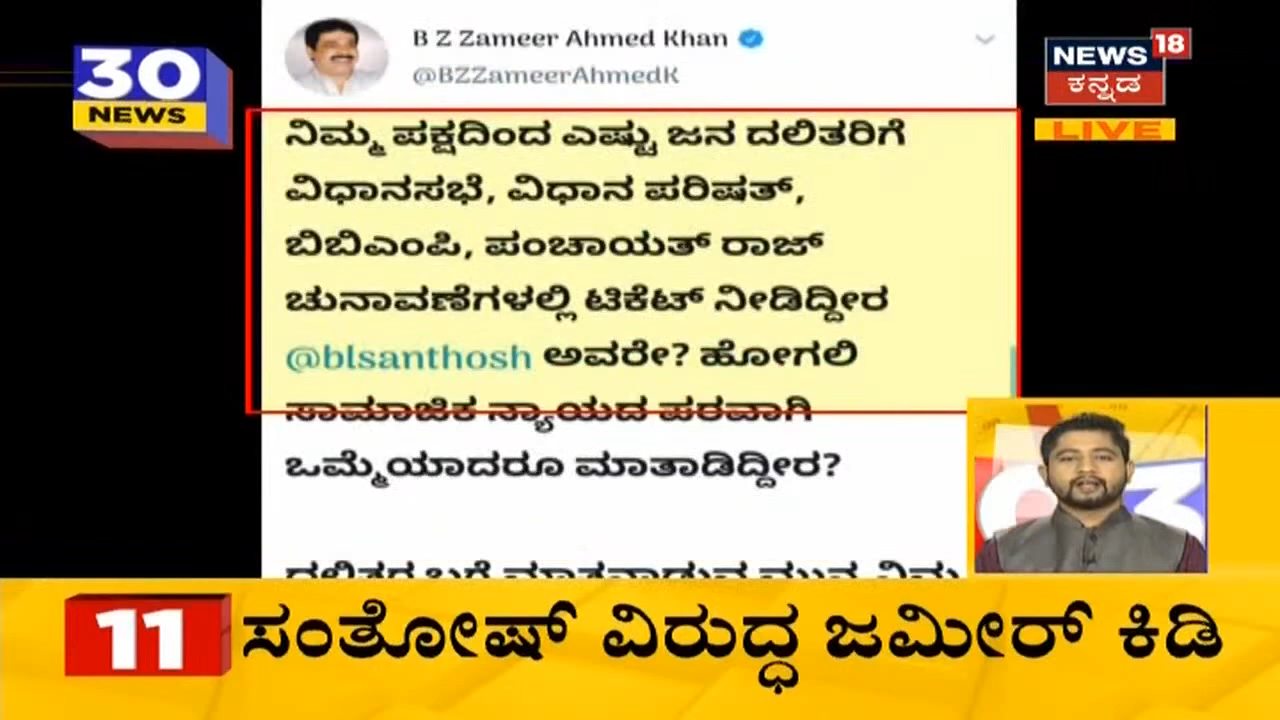 B Z Zameer Ahmed Khan
@BZZameerAhmedK
30
NEWS
NEWS 18
ಕನ್ನಡ
LIVE
ನಿಮ್ಮ ಪಕ್ಷದಿಂದ ಎಷ್ಟು ಜನ ದಲಿತರಿಗೆ
ವಿಧಾನಸಭೆ, ವಿಧಾನ ಪರಿಷತ್,
ಬಿಬಿಎಂಪಿ, ಪಂಚಾಯತ್ ರಾಜ್
ಚುನಾವಣೆಗಳಲ್ಲಿ ಟಿಕೆಟ್ ನೀಡಿದ್ದೀರ
@blsanthosh ಅವರೇ? ಹೋಗಲಿ
ಸಾಮಾಜಿಕ ನ್ಯಾಯದ ಪರವಾಗಿ
ಒಮ್ಮೆಯಾದರೂ ಮಾತಾಡಿದ್ದೀರ?
11 ಸಂತೋಷ್ ವಿರುದ್ಧ ಜಮೀರ್ ಕಿಡಿ